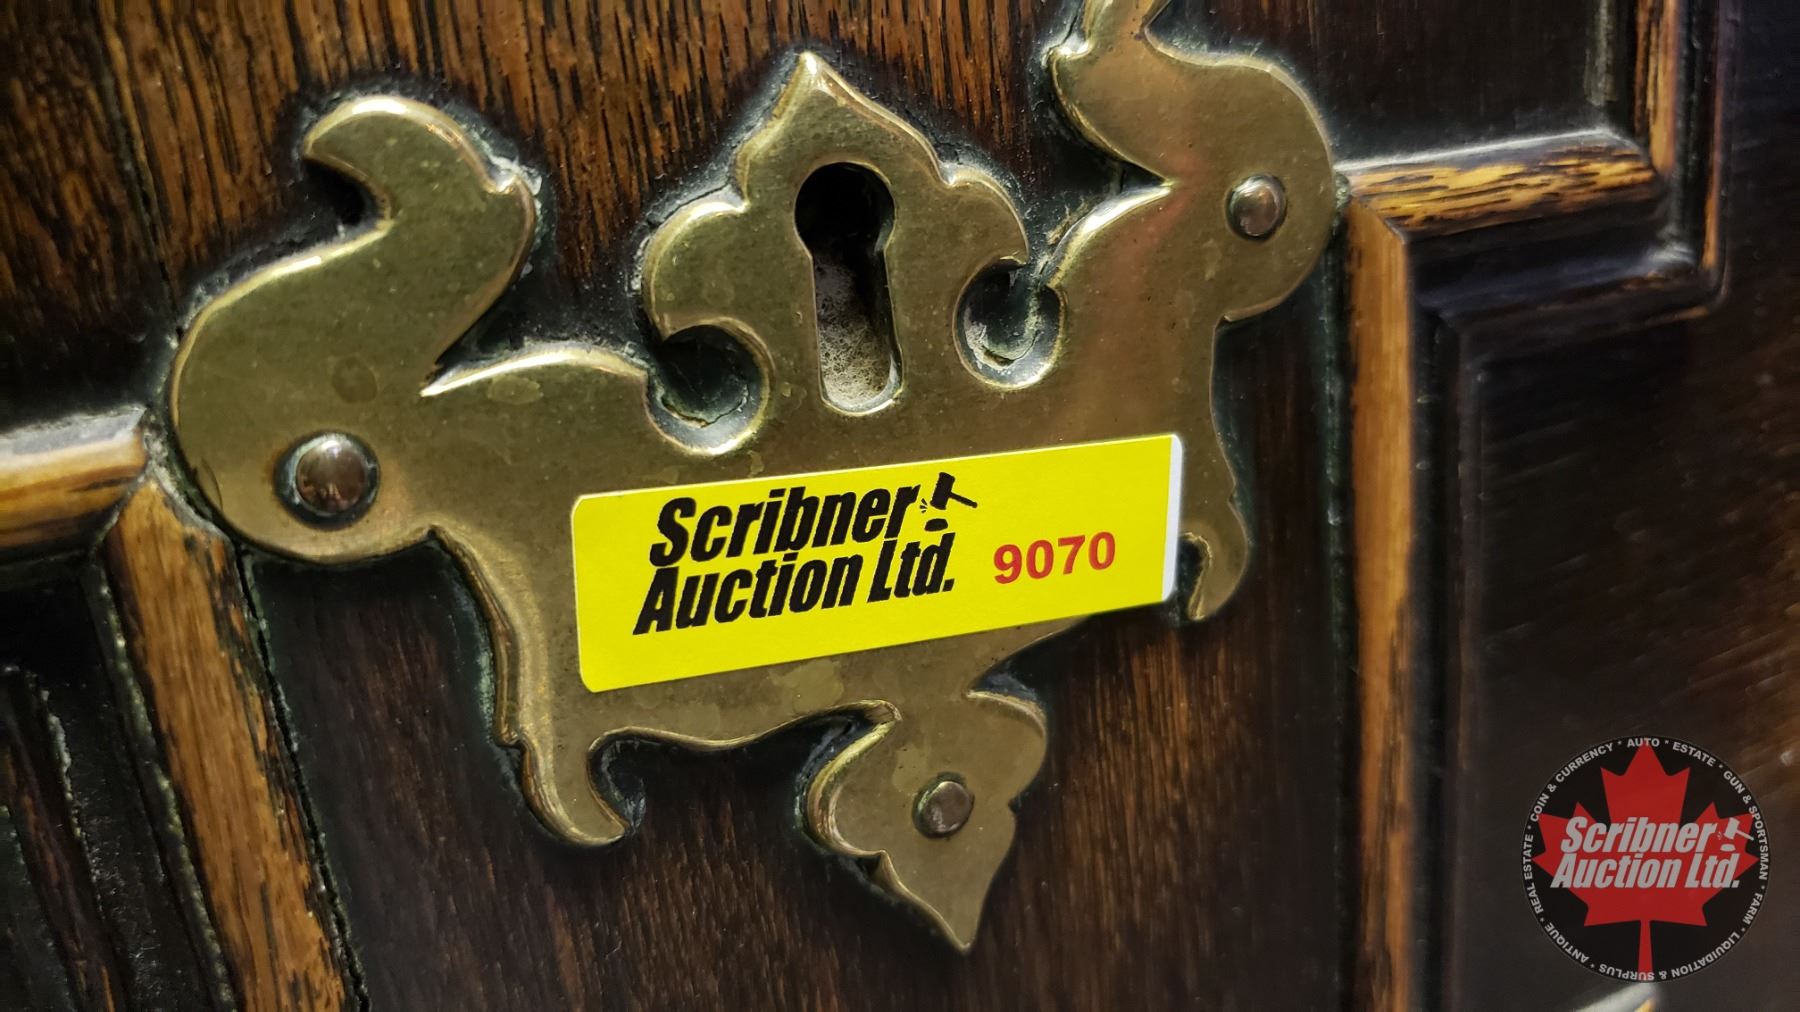 Scribner
Auction Ltd.
9070
ANTIQUE * REAL ESTATE * COIN & CURRENCY * AUTO * ESTATE * GUN & SPORTSMAN * FARM * LIQUIDATION & SURPLUS *
Scribner
Auction Ltd.